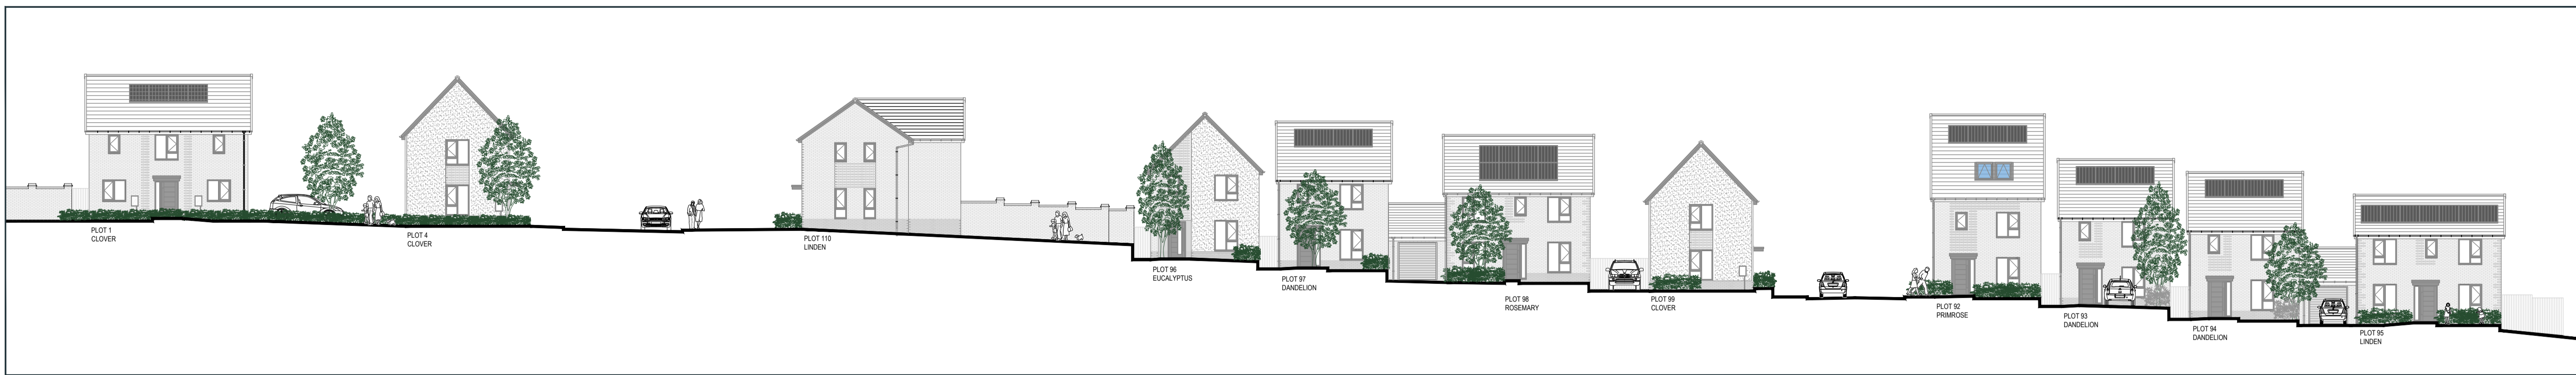 PLOT 1
CLOVER
PLOT 4
CLOVER
PLOT 110
LINDEN
PLOT 96
EUCALYPTUS
PLOT 97
DANDELION
PLOT 98
ROSEMARY
PLOT 99
CLOVER
PLOT 92
PRIMROSE
PLOT 93
DANDELION
PLOT 94
DANDELION
PLOT 95
LINDEN